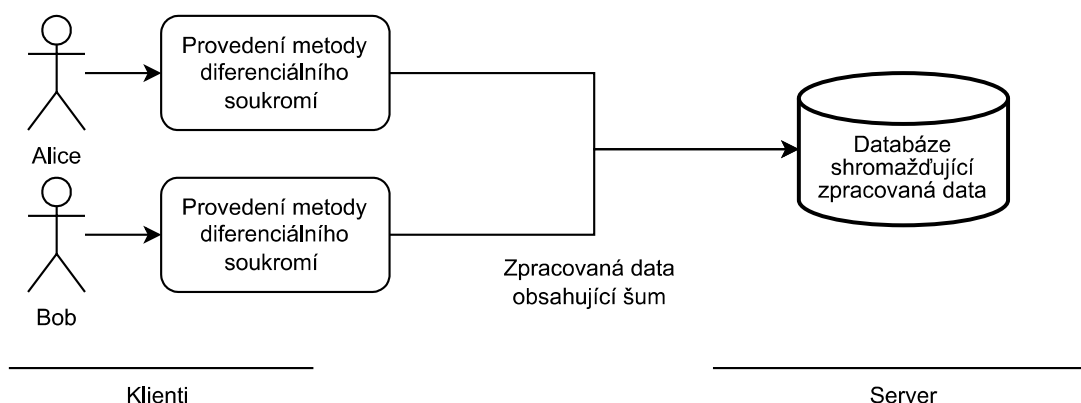 Provedení metody
diferenciálního
soukromí
Alice
Provedení metody
diferenciálního
soukromí
Bob
Zpracovaná data
obsahující šum
Databáze
shromažďující
zpracovaná data
Klienti
Server